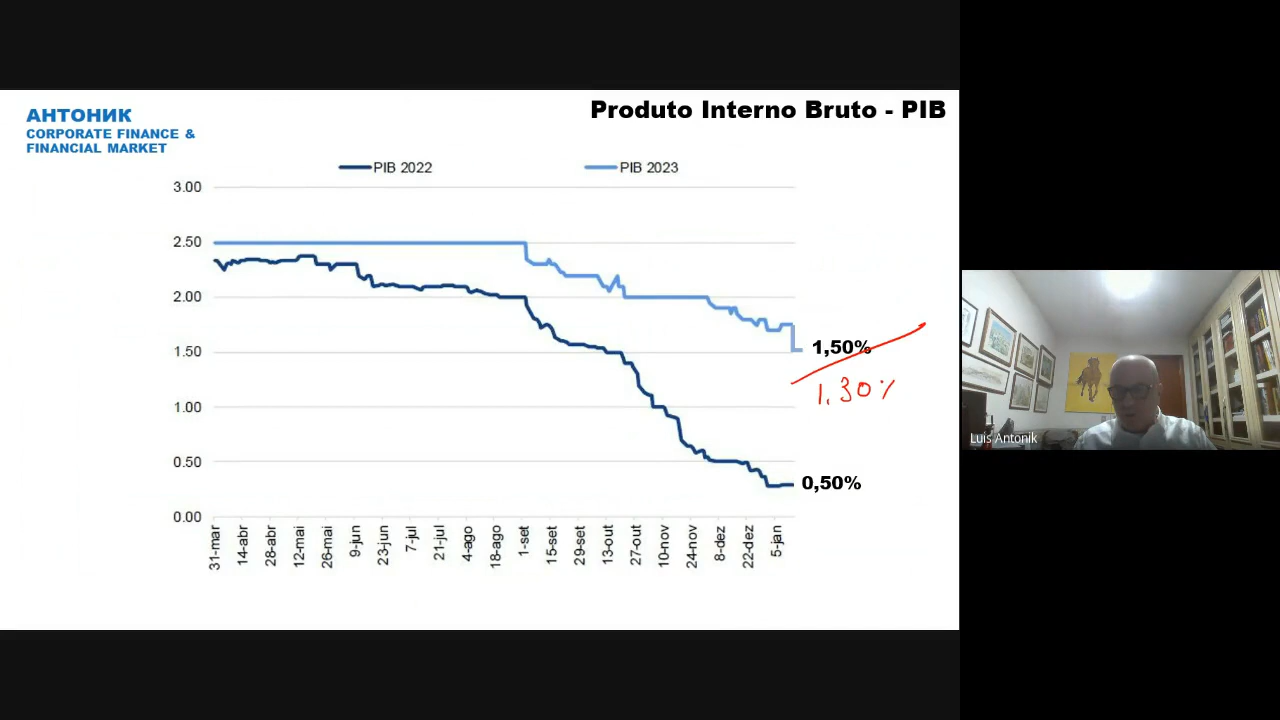 АНТОНИК
CORPORATE FINANCE &
FINANCIAL MARKET
Produto Interno Bruto - PIB
PIB 2022
PIB 2023
3.00
2.50
2.00
1.50
1.00
0.50
0.00
1,50%
1.30%
0,50%
31-mar
14-abr
28-abr
12-mai
26-mai
9-jun
23-jun
7-jul
21-jul
4-ago
18-ago
1-set
15-set
29-set
13-out
27-out
10-nov
24-nov
8-dez
22-dez
5-jan
Luis Antonik